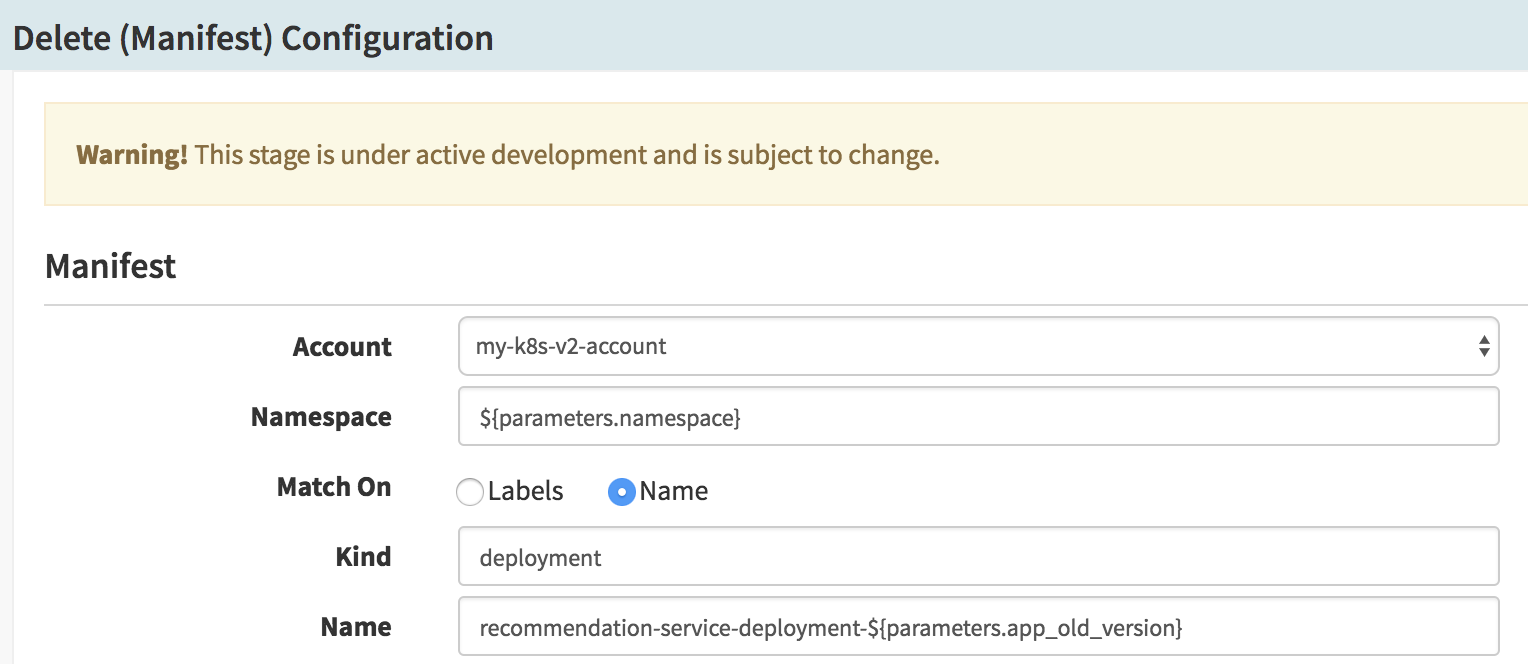 Delete (Manifest) Configuration
Warning! This stage is under active development and is subject to change.
Manifest
Account my-k8s-v2-account
Namespace ${parameters.namespace}
Match On Labels Name
Kind deployment
Name recommendation-service-deployment-${parameters.app_old_version}